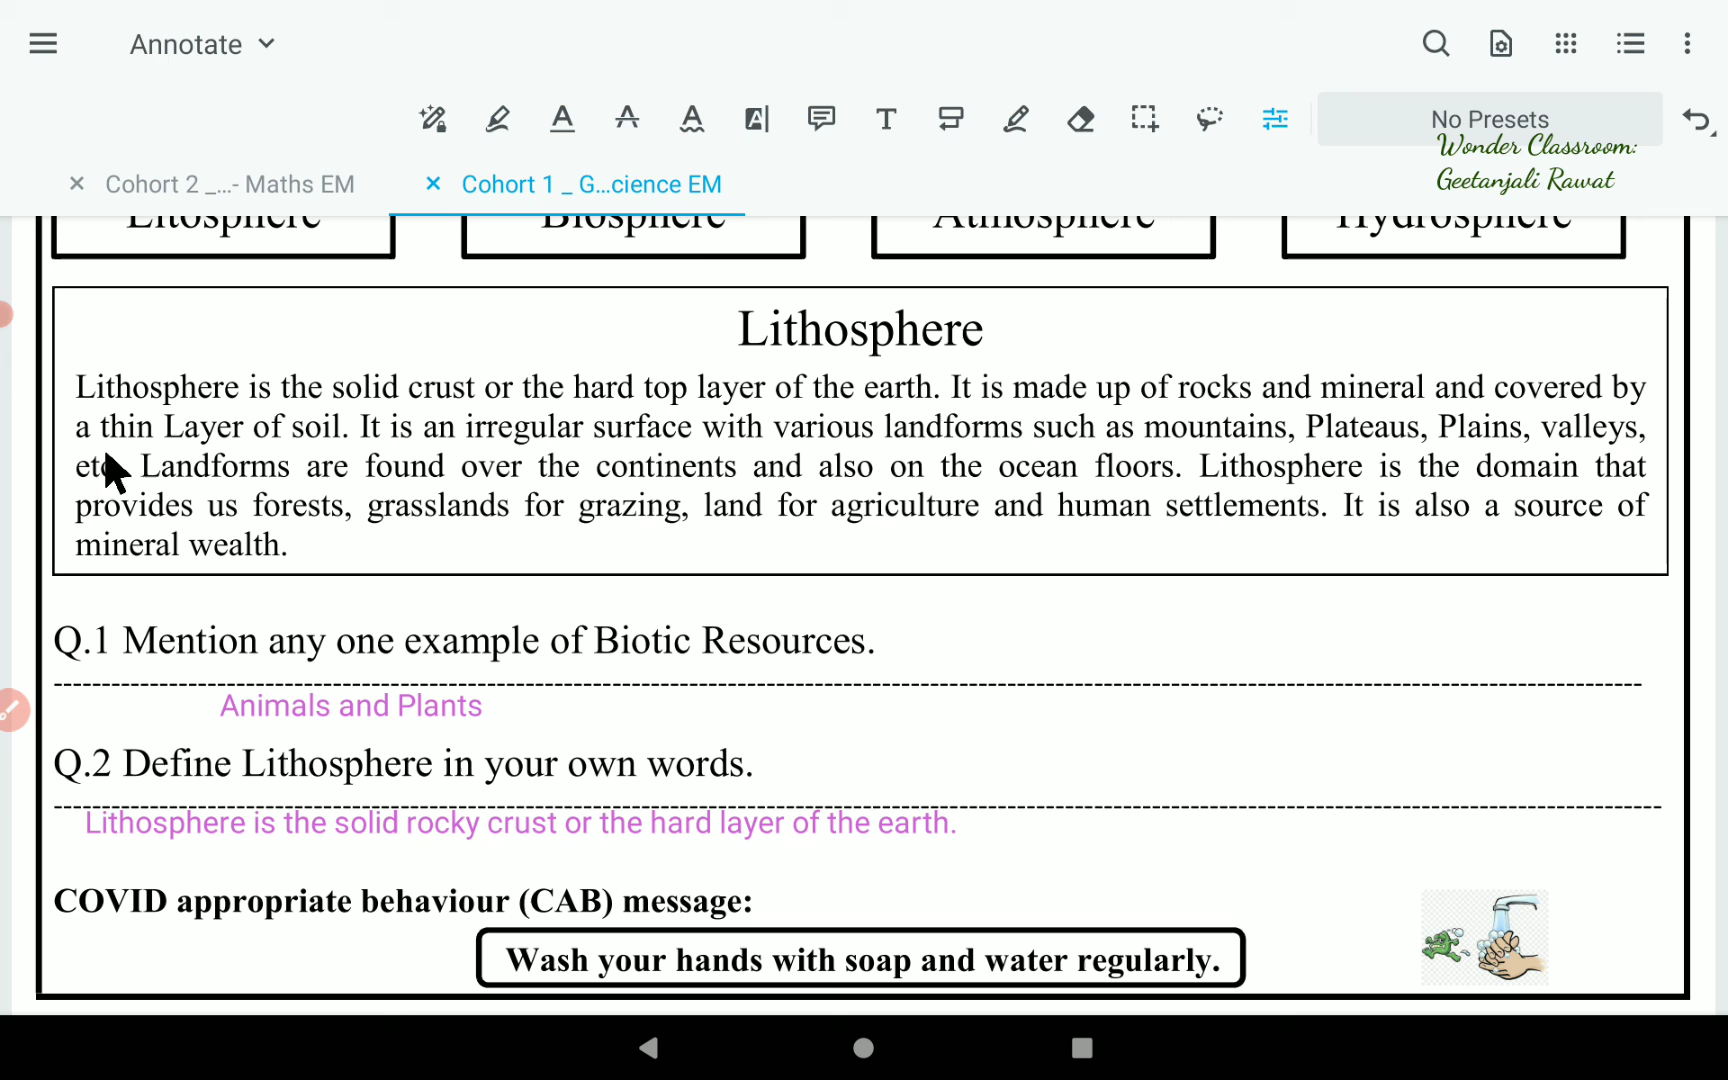 Annotate
No Presets
Wonder Classroom:
Geetanjali Rawat
Cohort 2 _...- Maths EM
Cohort 1 _ G...cience EM
Litosphere Biosphere Atmosphere Hydrosphere
Lithosphere
Lithosphere is the solid crust or the hard top layer of the earth. It is made up of rocks and mineral and covered by
a thin Layer of soil. It is an irregular surface with various landforms such as mountains, Plateaus, Plains, valleys,
etc. Landforms are found over the continents and also on the ocean floors. Lithosphere is the domain that
provides us forests, grasslands for grazing, land for agriculture and human settlements. It is also a source of
mineral wealth.
Q.1 Mention any one example of Biotic Resources.
Animals and Plants
Q.2 Define Lithosphere in your own words.
Lithosphere is the solid rocky crust or the hard layer of the earth.
COVID appropriate behaviour (CAB) message:
Wash your hands with soap and water regularly.